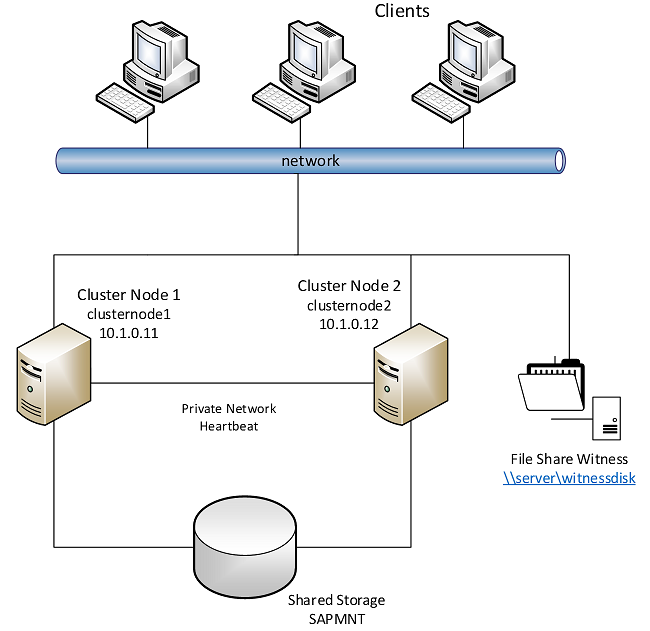 Clients
network
Cluster Node 1
clusternode1
10.1.0.11
Cluster Node 2
clusternode2
10.1.0.12
Private Network
Heartbeat
File Share Witness
\\server\witnessdisk
Shared Storage
SAPMNT